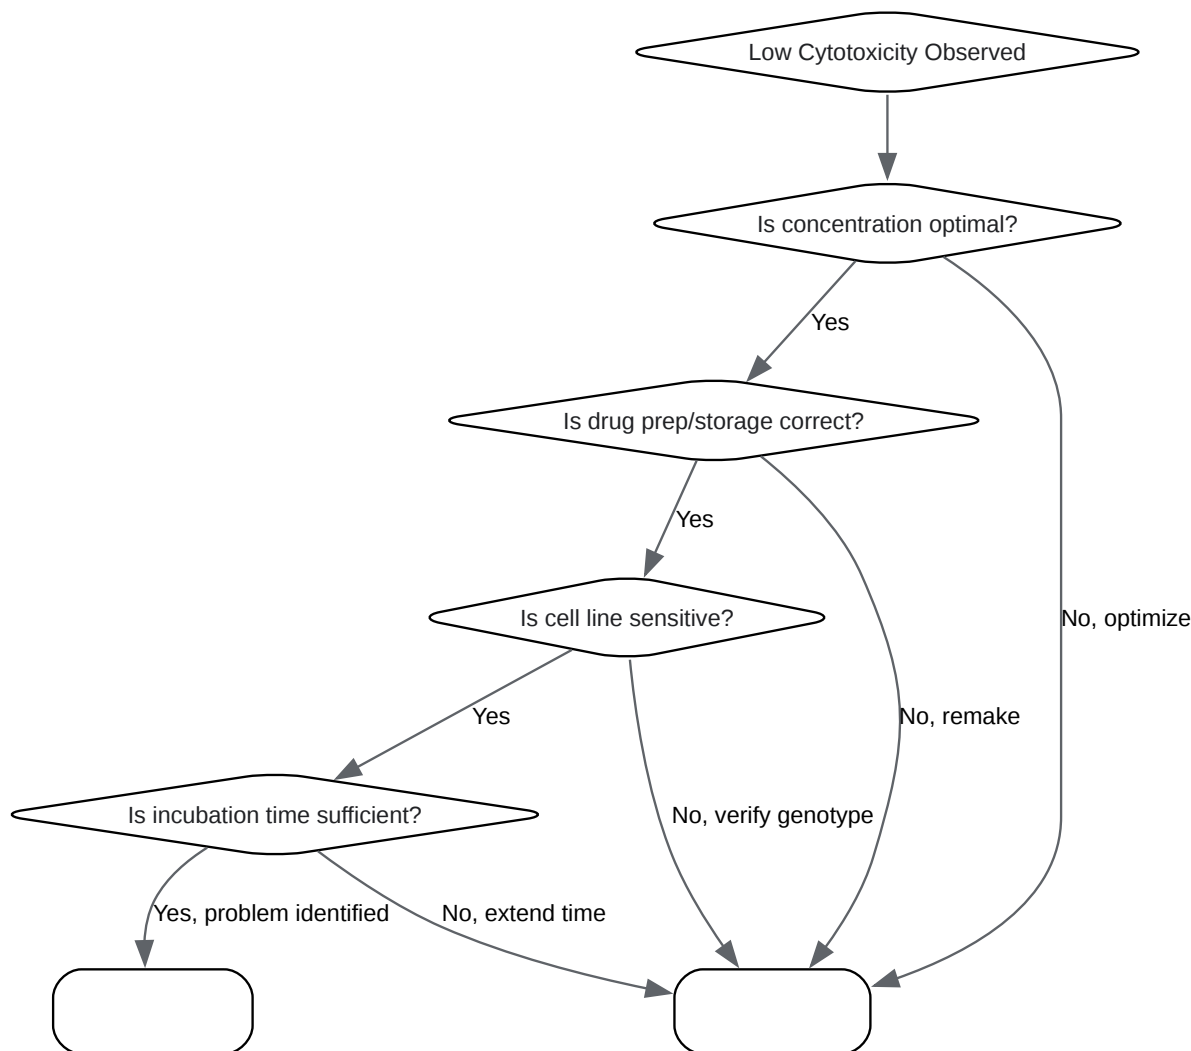 Low Cytotoxicity Observed
Is concentration optimal?
Yes
Is drug prep/storage correct?
Yes
Is cell line sensitive?
No, optimize
Yes
No, remake
Is incubation time sufficient?
No, verify genotype
Yes, problem identified
No, extend time